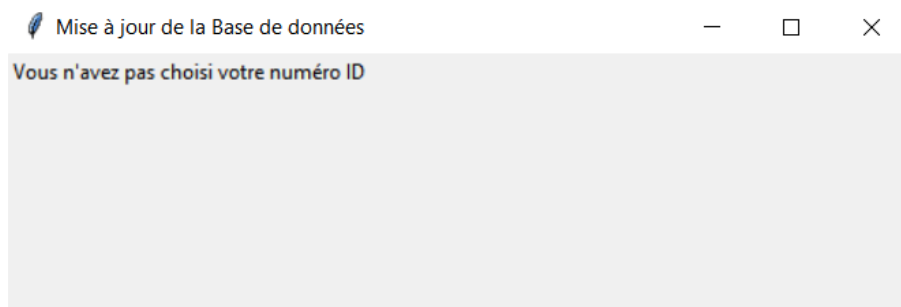 Mise à jour de la Base de données
Vous n'avez pas choisi votre numéro ID